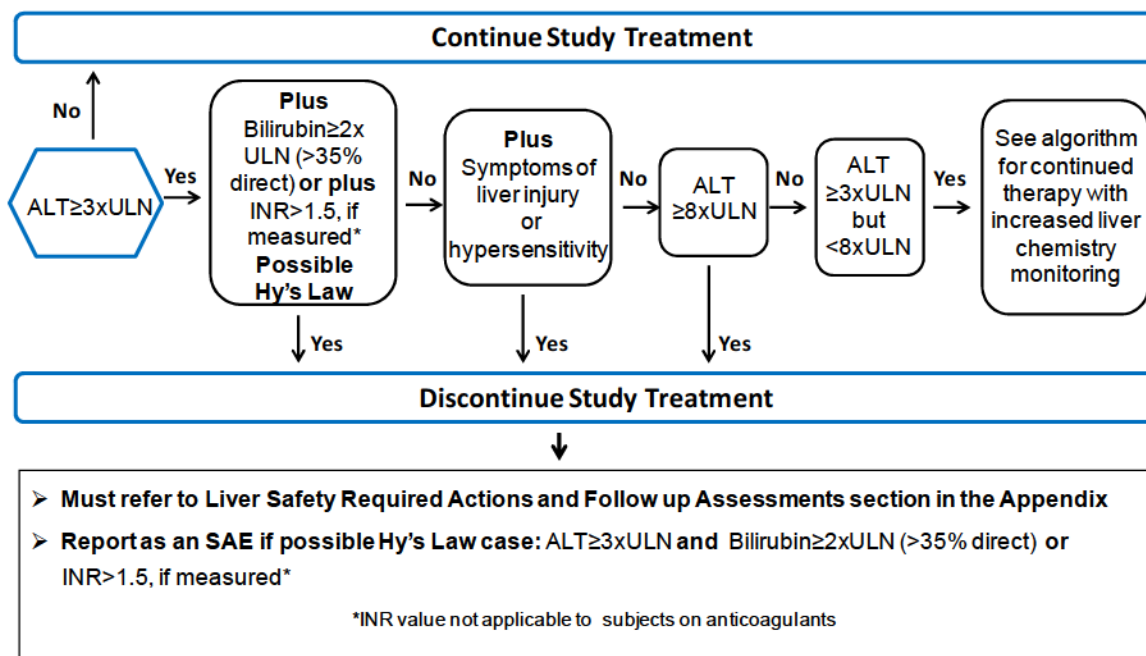 Continue Study Treatment
No
ALT≥3xULN
Yes
Plus
Bilirubin≥2x
ULN (>35%
direct) or plus
INR>1.5, if
measured*
Possible
Hy's Law
No
Plus
Symptoms of
liver injury
or
hypersensitivity
No
ALT
≥8xULN
No
ALT
≥3xULN
but
<8xULN
Yes
See algorithm
for continued
therapy with
increased liver
chemistry
monitoring
Yes
Yes
Yes
Discontinue Study Treatment
➢ Must refer to Liver Safety Required Actions and Follow up Assessments section in the Appendix
➢ Report as an SAE if possible Hy's Law case: ALT≥3xULN and Bilirubin≥2xULN (>35% direct) or
INR>1.5, if measured*
*INR value not applicable to subjects on anticoagulants